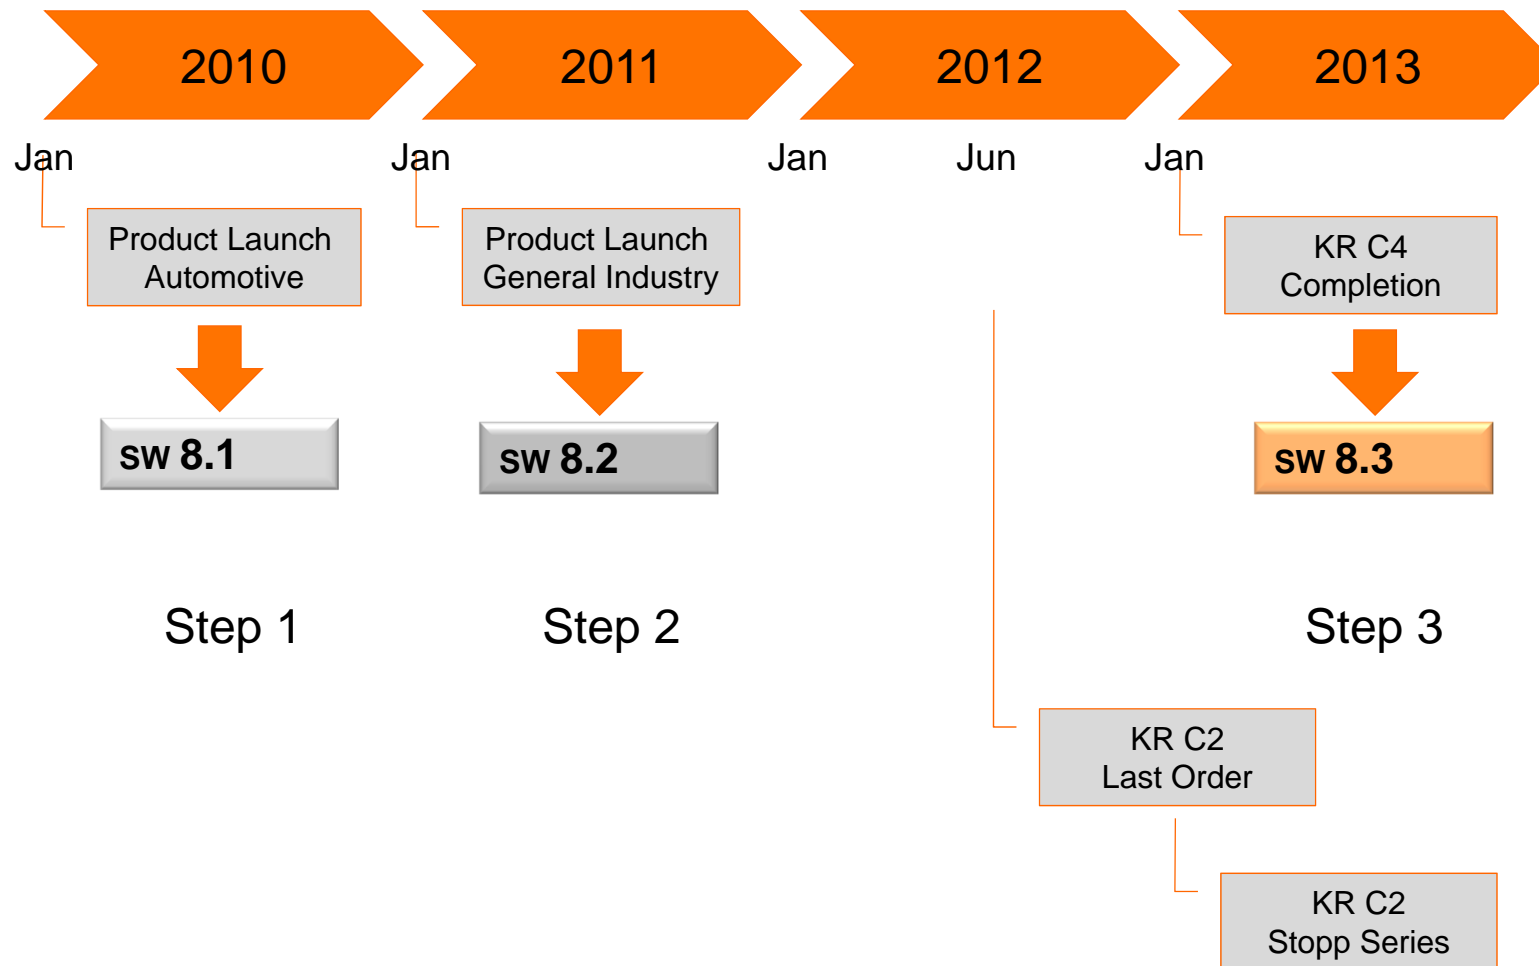 2010
2011
2012
2013
Jan
Jan
Jan
Jun
Jan
Product Launch
Automotive
Product Launch
General Industry
KR C4
Completion
SW 8.1
SW 8.2
SW 8.3
Step 1
Step 2
Step 3
KR C2
Last Order
KR C2
Stopp Series